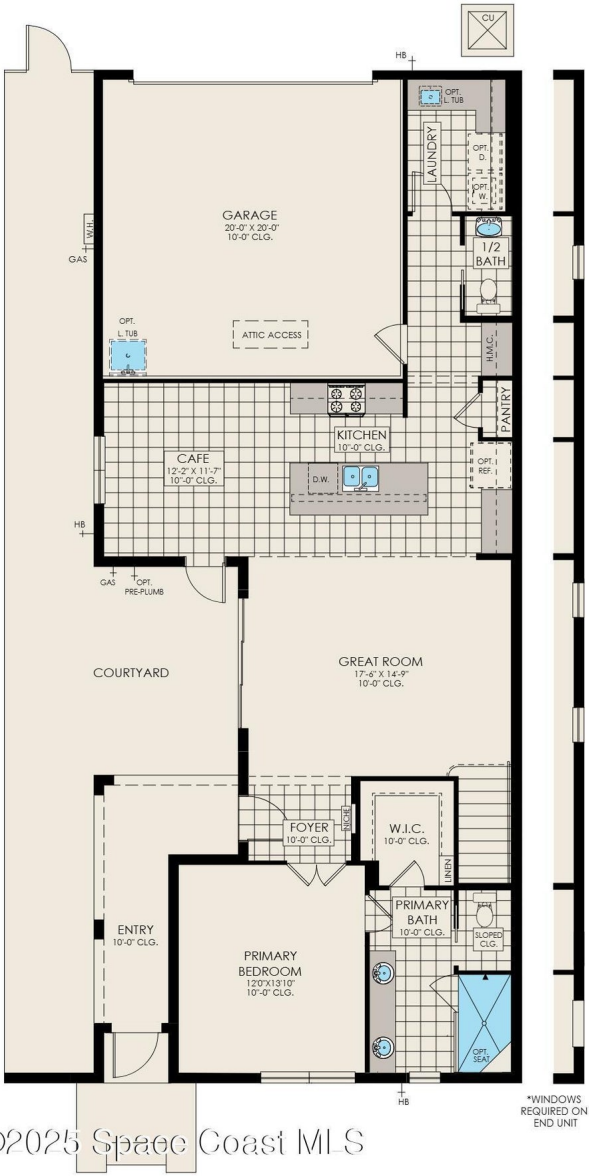 CU
HB
OPT.
L. TUB
LAUNDRY
OPT.
D.
OPT.
W.
GARAGE
20'-0" X 20'-0"
10'-0" CLG.
W.H.
GAS
1/2
BATH
OPT.
L. TUB
ATTIC ACCESS
H.M.C.
PANTRY
KITCHEN
10"-0" CLG.
CAFE
12'-2" X 11'-7"
10"-0" CLG.
D.W.
OPT.
REF.
HB
GAS
OPT.
PRE-PLUMB
COURTYARD
GREAT ROOM
17'-6" X 14'-9"
10'-0" CLG.
FOYER
10'-0" CLG.
NICHE
W.I.C.
10'-0" CLG.
LINEN
ENTRY
10'-0" CLG.
PRIMARY
BATH
10'-0" CLG.
SLOPED
CLG.
PRIMARY
BEDROOM
12'0"X13'10"
10"-0" CLG.
OPT.
SEAT
HB
*WINDOWS
REQUIRED ON
END UNIT
©2025 Space Coast MLS